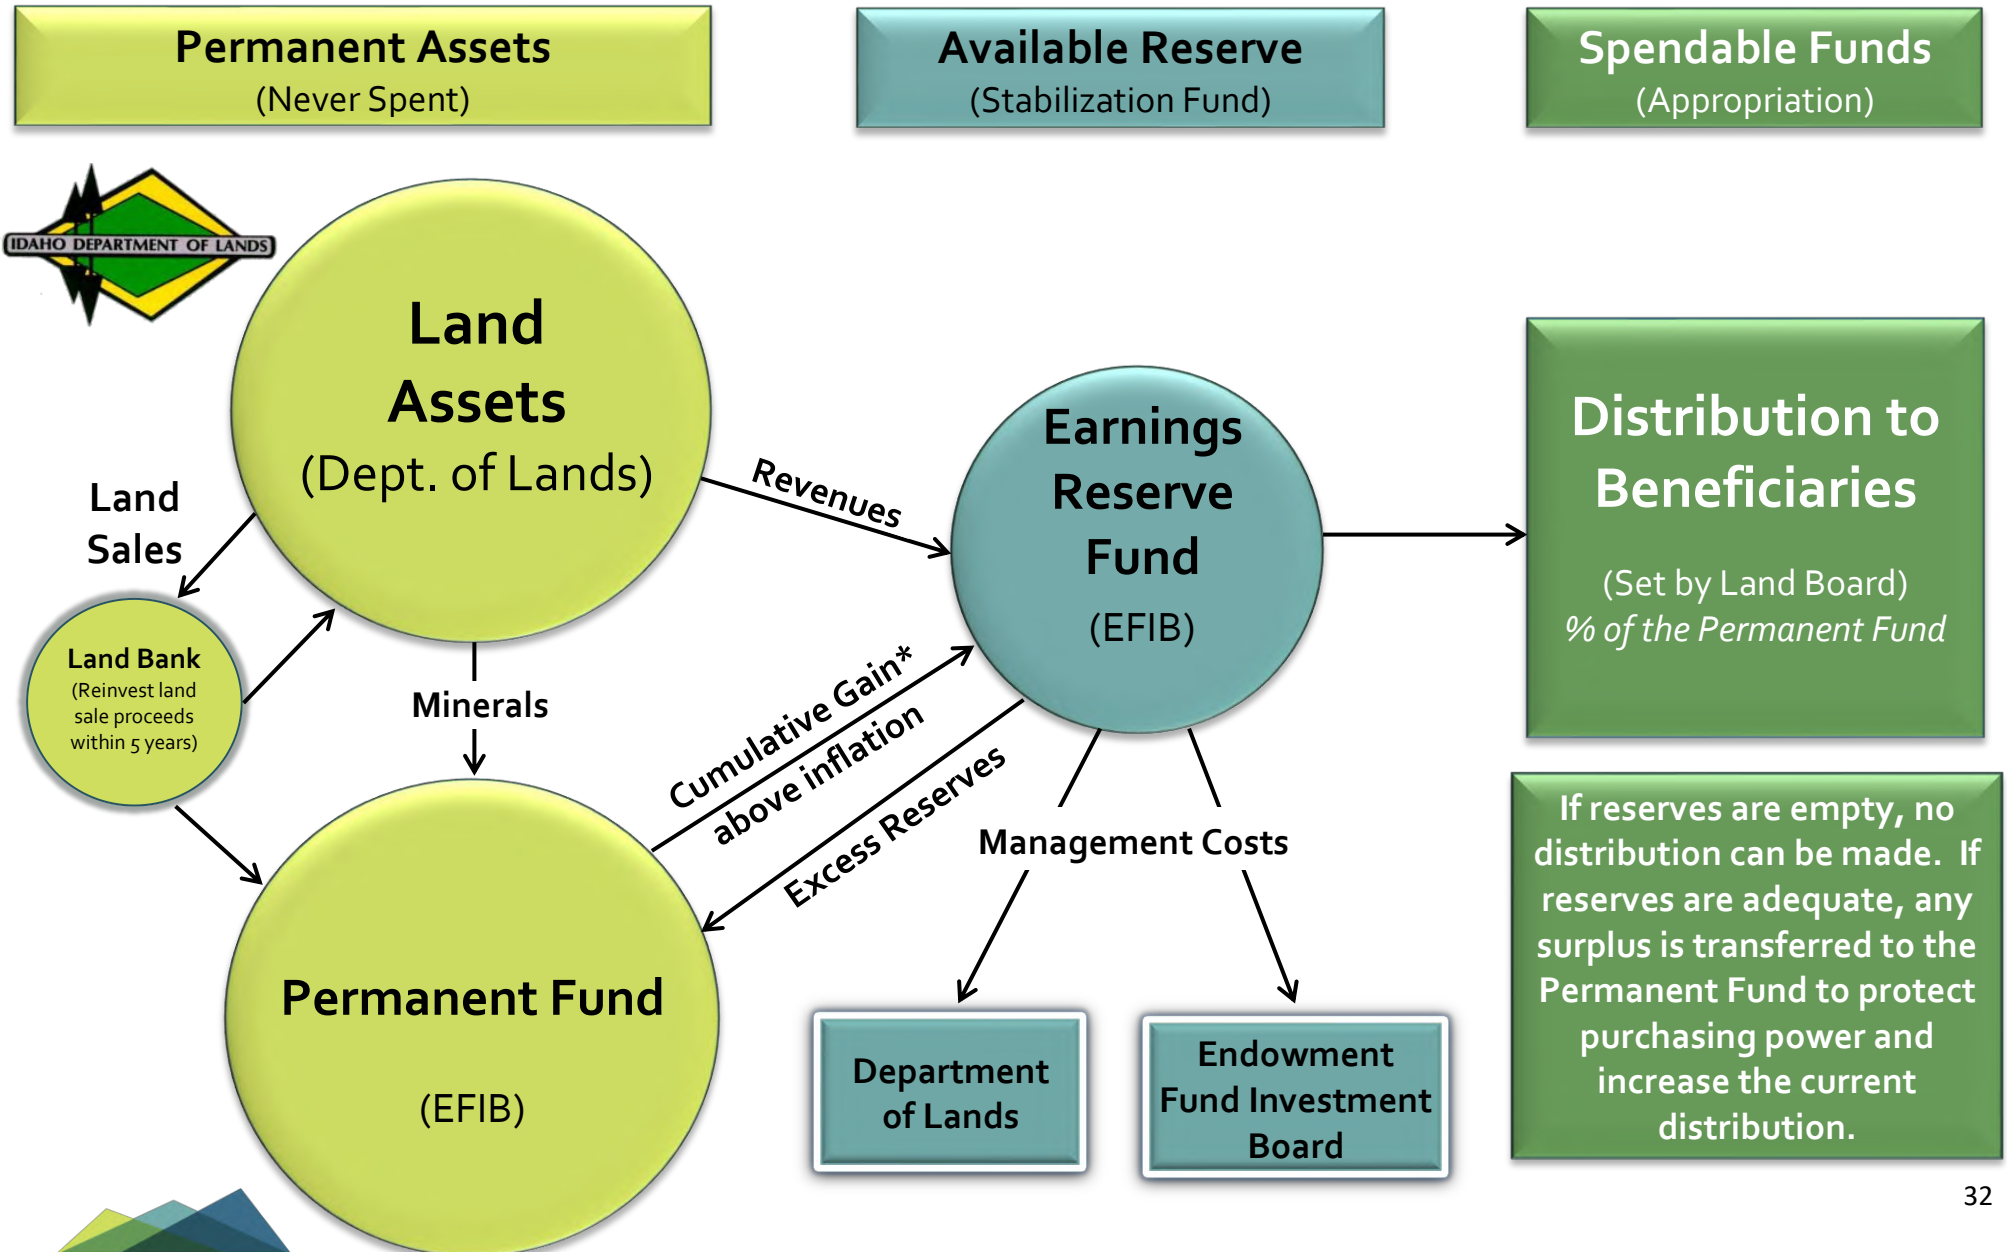 Permanent Assets
(Never Spent)
Available Reserve
(Stabilization Fund)
Spendable Funds
(Appropriation)
IDAHO DEPARTMENT OF LANDS
Land
Assets
(Dept. of Lands)
Land
Sales
Land Bank
(Reinvest land
sale proceeds
within 5 years)
Minerals
Revenues
Earnings
Reserve
Fund
(EFIB)
Cumulative Gain*
above inflation
Excess Reserves
Permanent Fund
(EFIB)
Management Costs
Department
of Lands
Endowment
Fund Investment
Board
Distribution to
Beneficiaries
(Set by Land Board)
% of the Permanent Fund
If reserves are empty, no
distribution can be made.  If
reserves are adequate, any
surplus is transferred to the
Permanent Fund to protect
purchasing power and
increase the current
distribution.
32